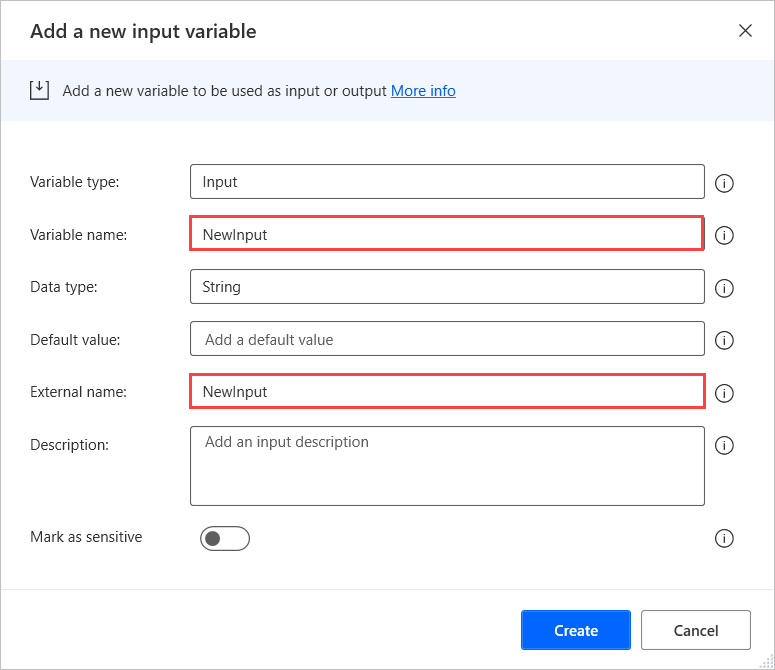 Add a new input variable
Add a new variable to be used as input or output More info
Variable type:
Input
Variable name:
NewInput
Data type:
String
Default value:
Add a default value
External name:
NewInput
Description:
Add an input description
Mark as sensitive
Create
Cancel